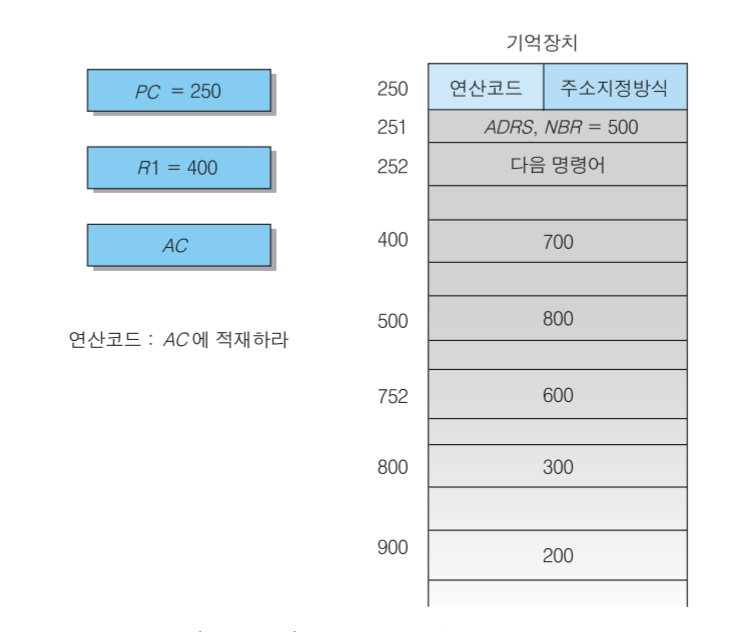 기억장치
PC = 250
250 연산코드 주소지정방식
251 ADRS, NBR = 500
R1 = 400
252 다음 명령어
AC
400 700
연산코드 : AC에 적재하라
500 800
752 600
800 300
900 200